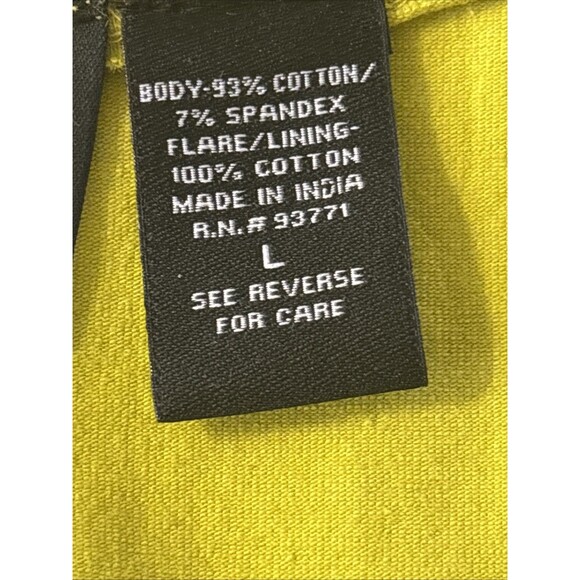 BODY-93% COTTON/
7% SPANDEX
FLARE/LINING-
100% COTTON
MADE IN INDIA
R.N.# 93771
L
SEE REVERSE
FOR CARE